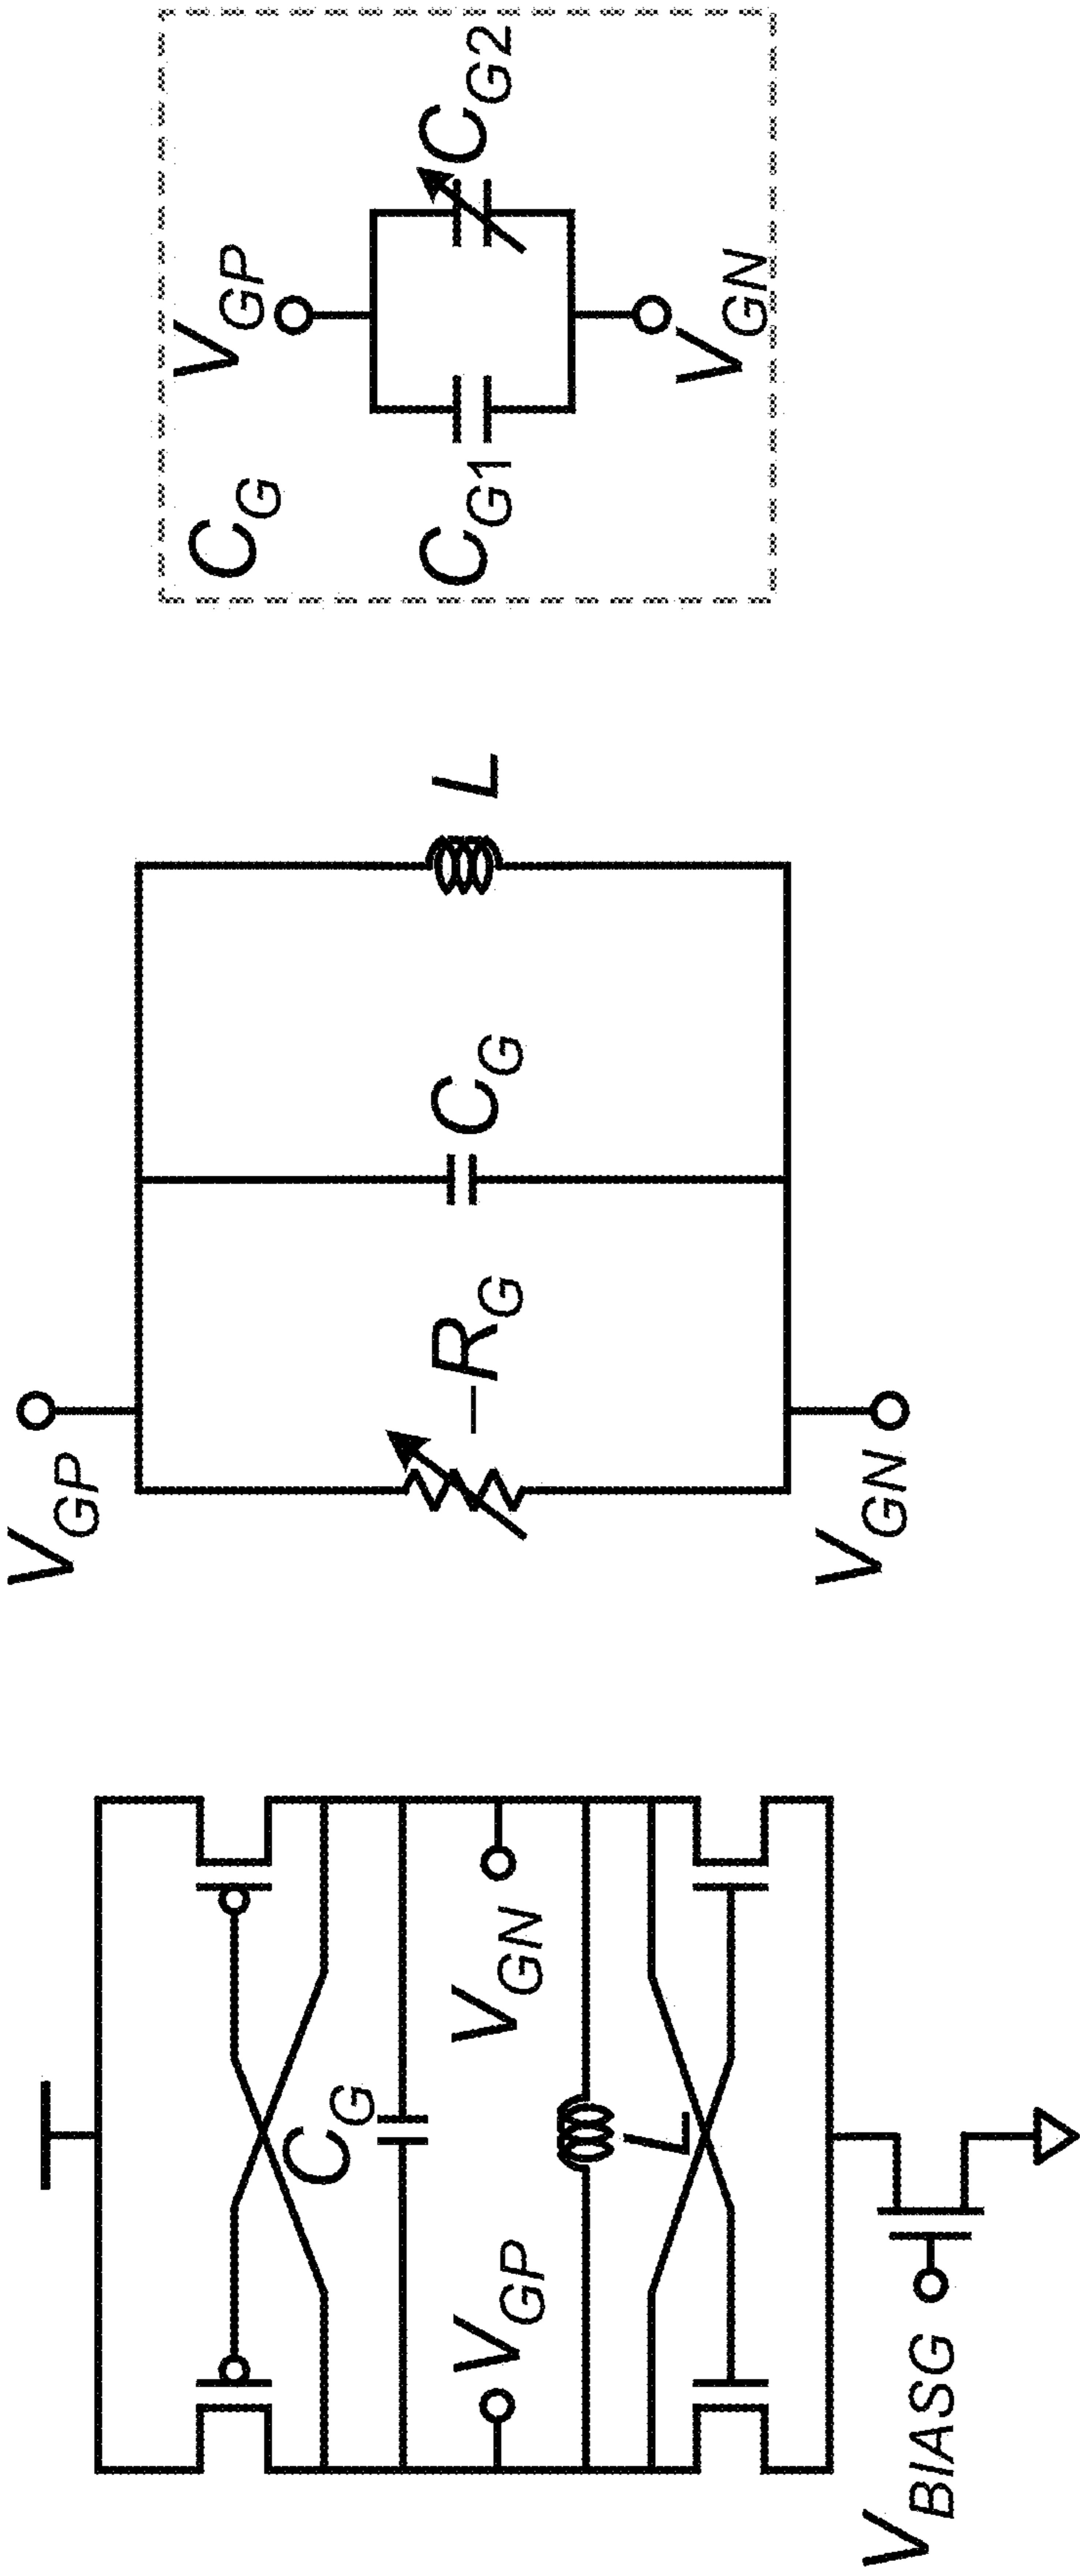 C_G
V_GP
V_GN
L
V_BIASG
V_GP
–R_G
C_G
L
V_GN
C_G
V_GP
C_G1
C_G2
V_GN